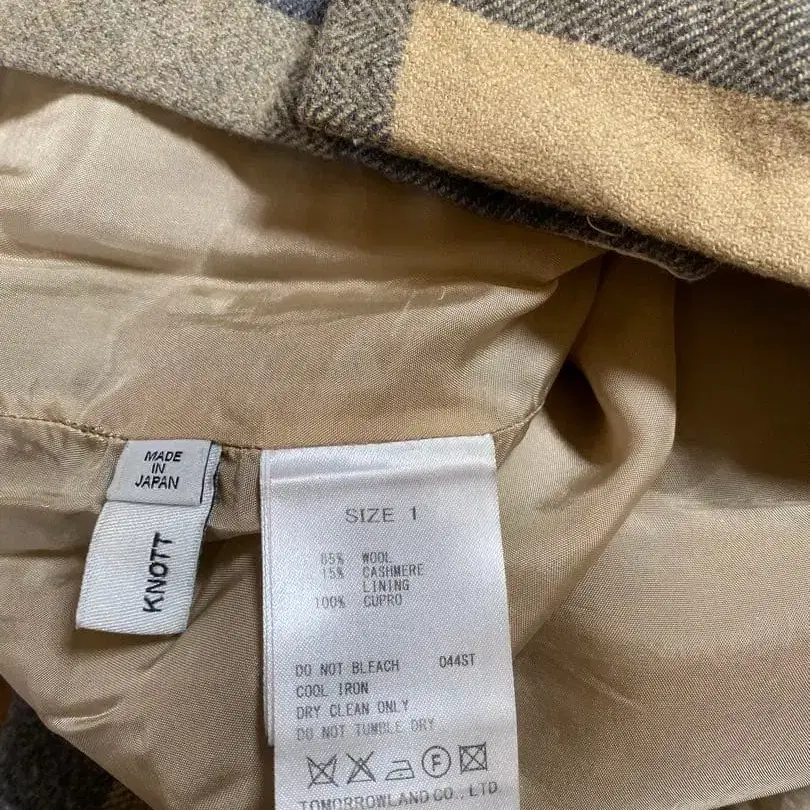 MADE
IN
JAPAN
KNOTT
SIZE 1
85% WOOL
15% CASHMERE
LINING
100% CUPRO
DO NOT BLEACH 044ST
COOL IRON
DRY CLEAN ONLY
DO NOT TUMBLE DRY
F
TOMORROWLAND CO., LTD